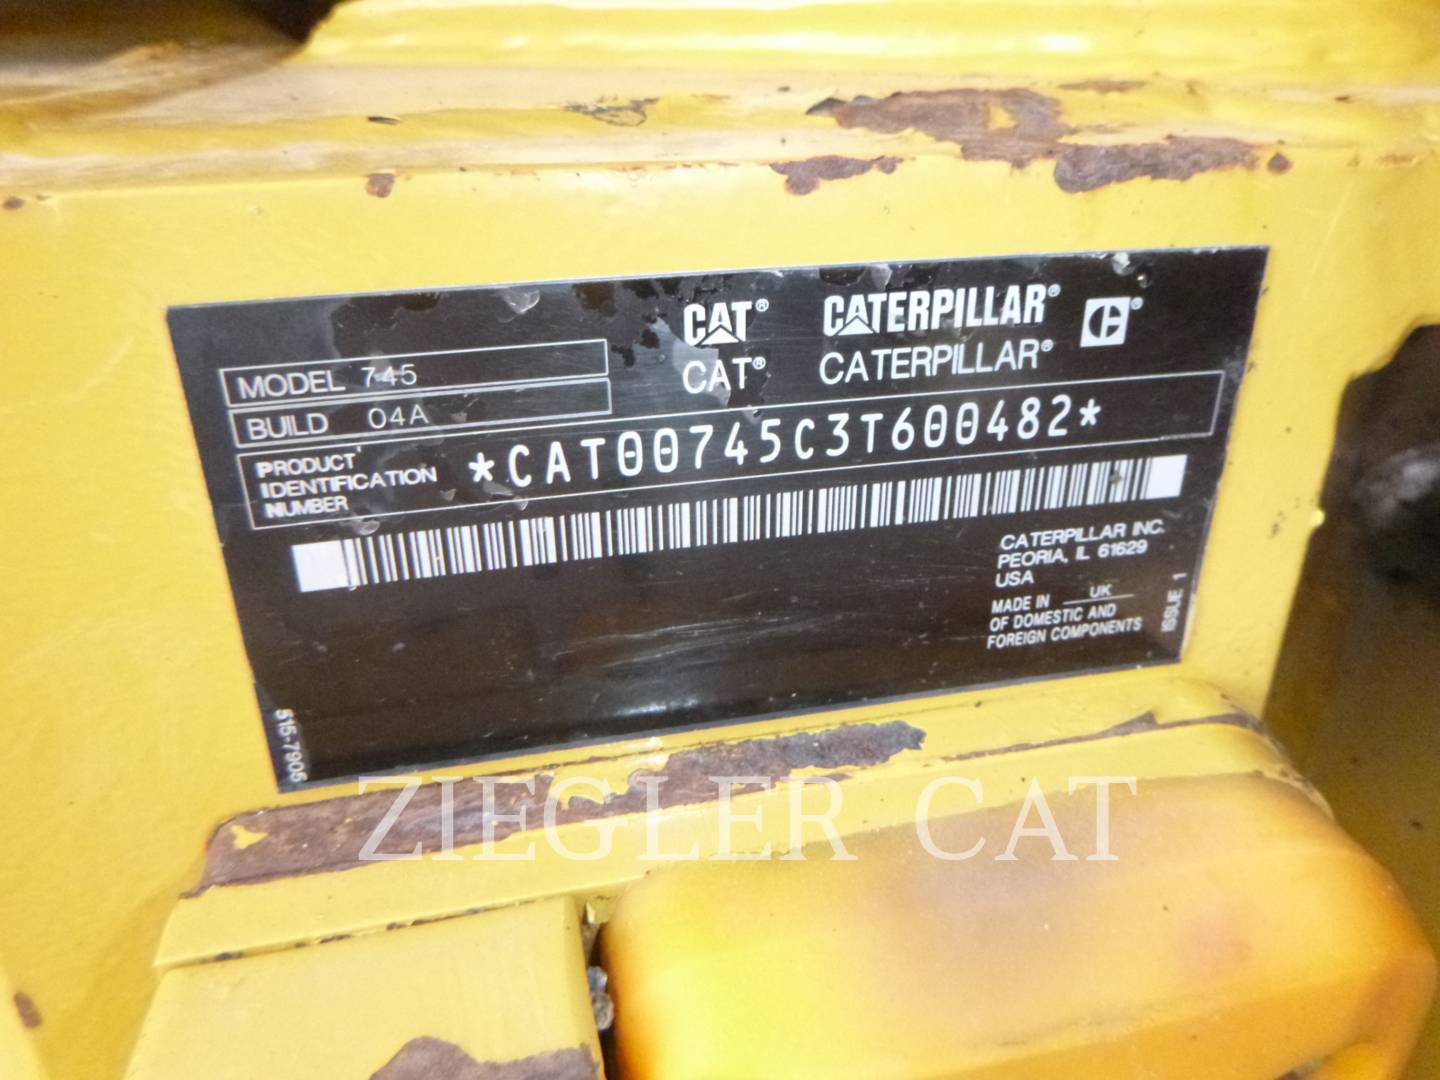 CAT® CATERPILLAR®
CAT® CATERPILLAR®
MODEL 745
BUILD 04A
PRODUCT
IDENTIFICATION
NUMBER
*CAT00745C3T600482*
CATERPILLAR INC.
PEORIA, IL 61629
USA
MADE IN UK
OF DOMESTIC AND
FOREIGN COMPONENTS
ISSUE 1
515-7905
ZIEGLER CAT